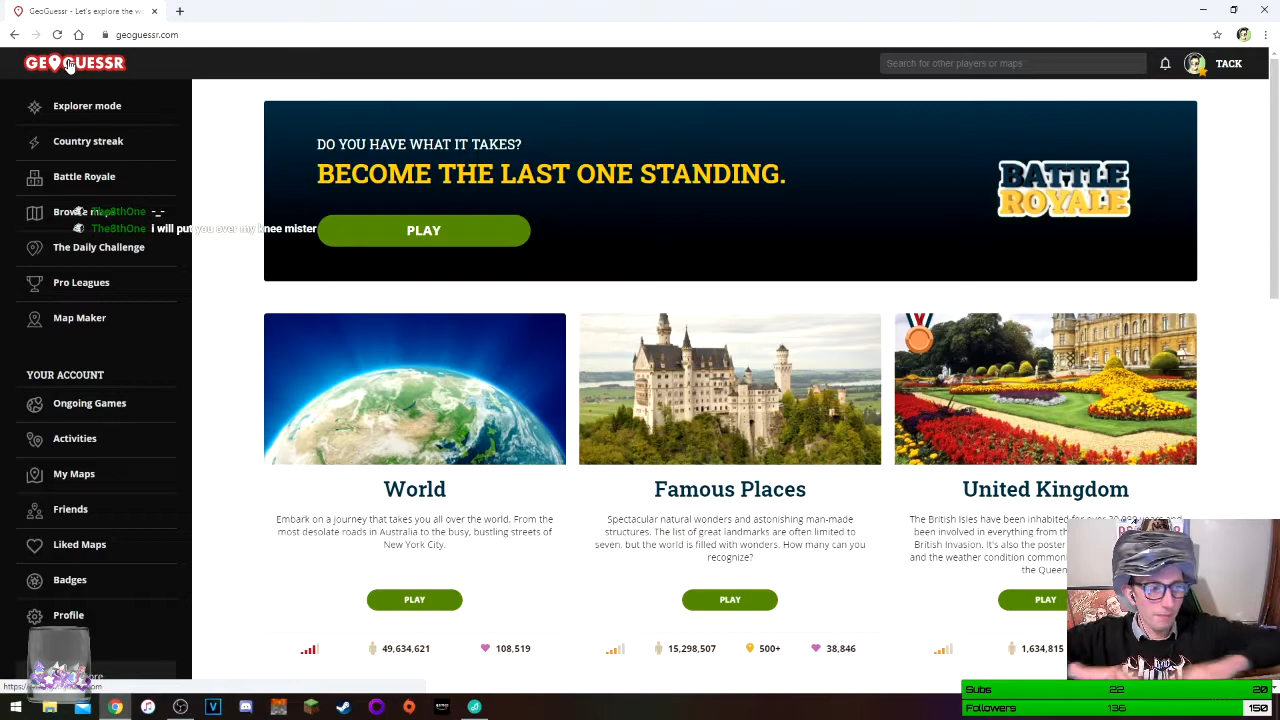 GeoGuessr - Let's explore the w
geoguessr.com
GEOGUESSR
Search for other players or maps
TACK
Explorer mode
Country streak
Battle Royale
The8thOne -_-
The8thOne i will put you over my knee mister
The Daily Challenge
Pro Leagues
Map Maker
YOUR ACCOUNT
Ongoing Games
Activities
My Maps
Friends
Liked Maps
Badges
Profile
DO YOU HAVE WHAT IT TAKES?
BECOME THE LAST ONE STANDING.
PLAY
BATTLE
ROYALE
World
Embark on a journey that takes you all over the world. From the
most desolate roads in Australia to the busy, bustling streets of
New York City.
PLAY
49,634,621
108,519
Famous Places
Spectacular natural wonders and astonishing man-made
structures. The list of great landmarks are often limited to
seven, but the world is filled with wonders. How many can you
recognize?
PLAY
15,298,507
500+
38,846
United Kingdom
The British Isles have been inhabited for over
been involved in everything from th
British Invasion. It's also the poster
and the weather condition common
the Queen
PLAY
1,634,815
Subs 22 20
Followers 136 150